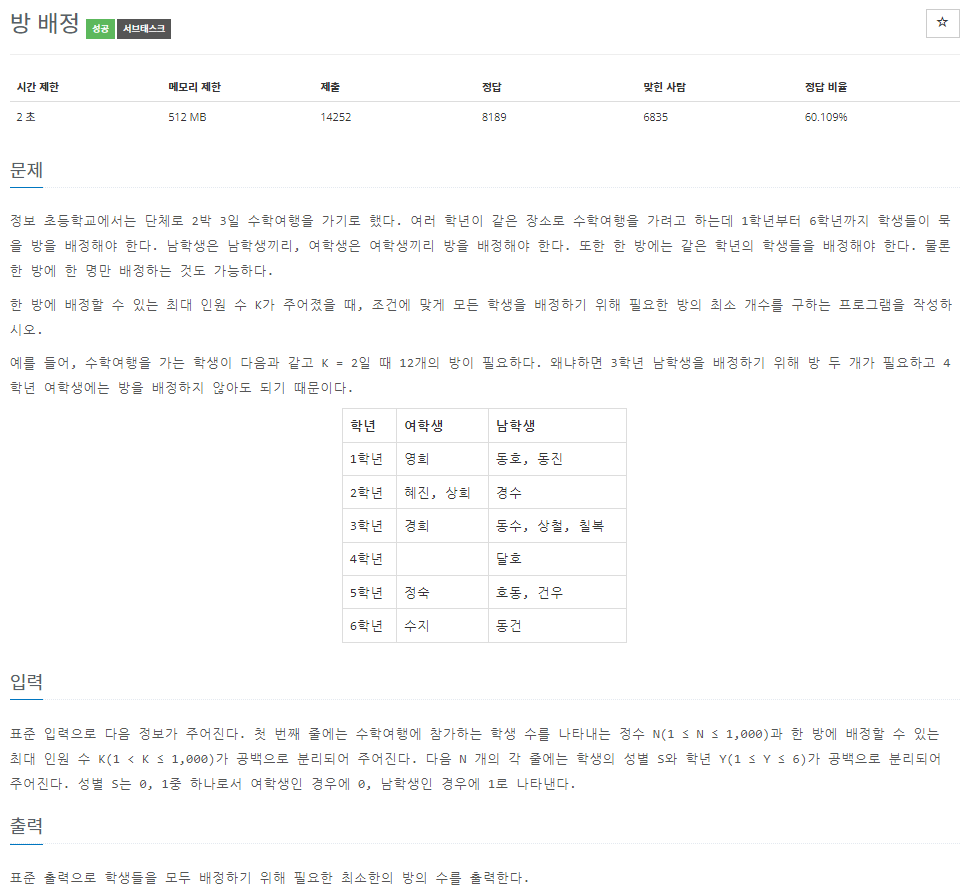 방 배정 성공 서브태스크
☆
시간 제한 메모리 제한 제출 정답 맞힌 사람 정답 비율
2 초 512 MB 14252 8189 6835 60.109%
문제
정보 초등학교에서는 단체로 2박 3일 수학여행을 가기로 했다. 여러 학년이 같은 장소로 수학여행을 가려고 하는데 1학년부터 6학년까지 학생들이 묵
을 방을 배정해야 한다. 남학생은 남학생끼리, 여학생은 여학생끼리 방을 배정해야 한다. 또한 한 방에는 같은 학년의 학생들을 배정해야 한다. 물론
한 방에 한 명만 배정하는 것도 가능하다.
한 방에 배정할 수 있는 최대 인원 수 K가 주어졌을 때, 조건에 맞게 모든 학생을 배정하기 위해 필요한 방의 최소 개수를 구하는 프로그램을 작성하
시오.
예를 들어, 수학여행을 가는 학생이 다음과 같고 K = 2일 때 12개의 방이 필요하다. 왜냐하면 3학년 남학생을 배정하기 위해 방 두 개가 필요하고 4
학년 여학생에는 방을 배정하지 않아도 되기 때문이다.
학년 여학생 남학생
1학년 영희 동호, 동진
2학년 혜진, 상희 경수
3학년 경희 동수, 상철, 칠복
4학년 달호
5학년 정숙 호동, 건우
6학년 수지 동건
입력
표준 입력으로 다음 정보가 주어진다. 첫 번째 줄에는 수학여행에 참가하는 학생 수를 나타내는 정수 N(1 ≤ N ≤ 1,000)과 한 방에 배정할 수 있는
최대 인원 수 K(1 < K ≤ 1,000)가 공백으로 분리되어 주어진다. 다음 N 개의 각 줄에는 학생의 성별 S와 학년 Y(1 ≤ Y ≤ 6)가 공백으로 분리되어
주어진다. 성별 S는 0, 1중 하나로서 여학생인 경우에 0, 남학생인 경우에 1로 나타낸다.
출력
표준 출력으로 학생들을 모두 배정하기 위해 필요한 최소한의 방의 수를 출력한다.